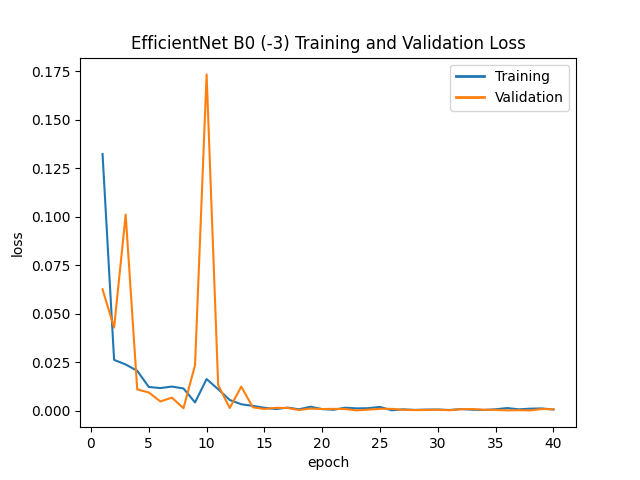 EfficientNet B0 (-3) Training and Validation Loss
Training
Validation
0.175
0.150
0.125
0.100
0.075
0.050
0.025
0.000
loss
0 5 10 15 20 25 30 35 40
epoch